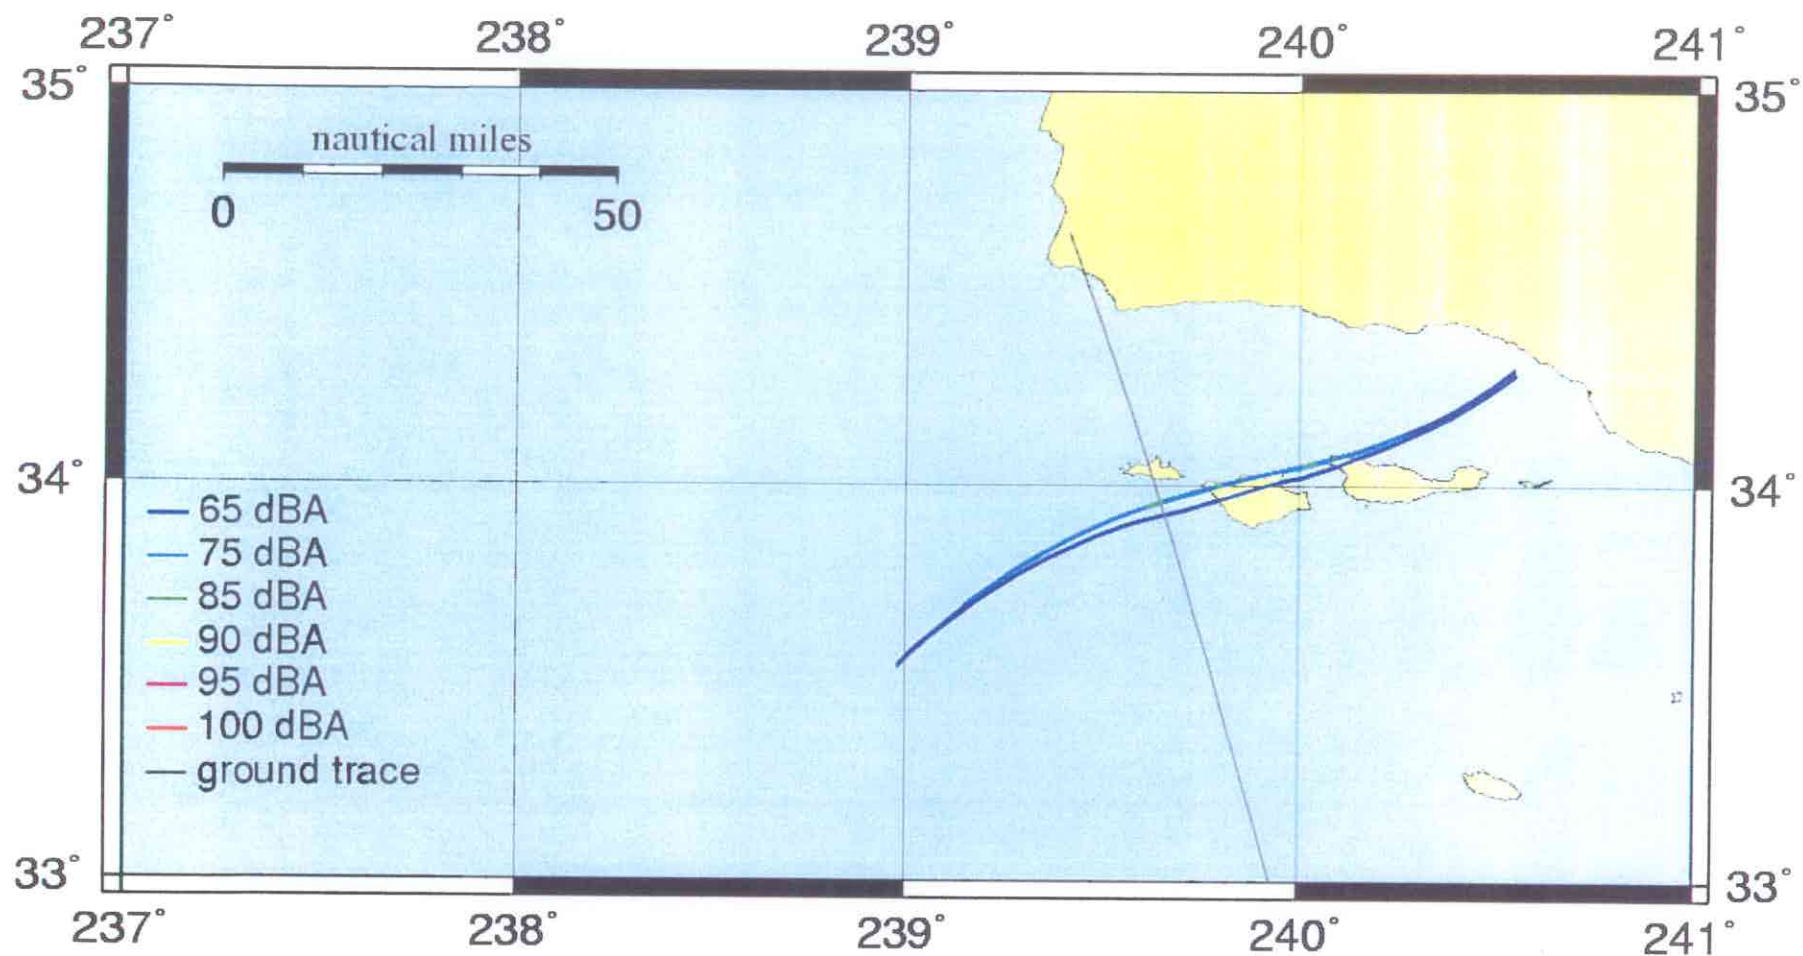 237° 238° 239° 240° 241°
35° 35°
nautical miles
0 50
34° 34°
65 dBA
75 dBA
85 dBA
90 dBA
95 dBA
100 dBA
ground trace
33° 33°
237° 238° 239° 240° 241°